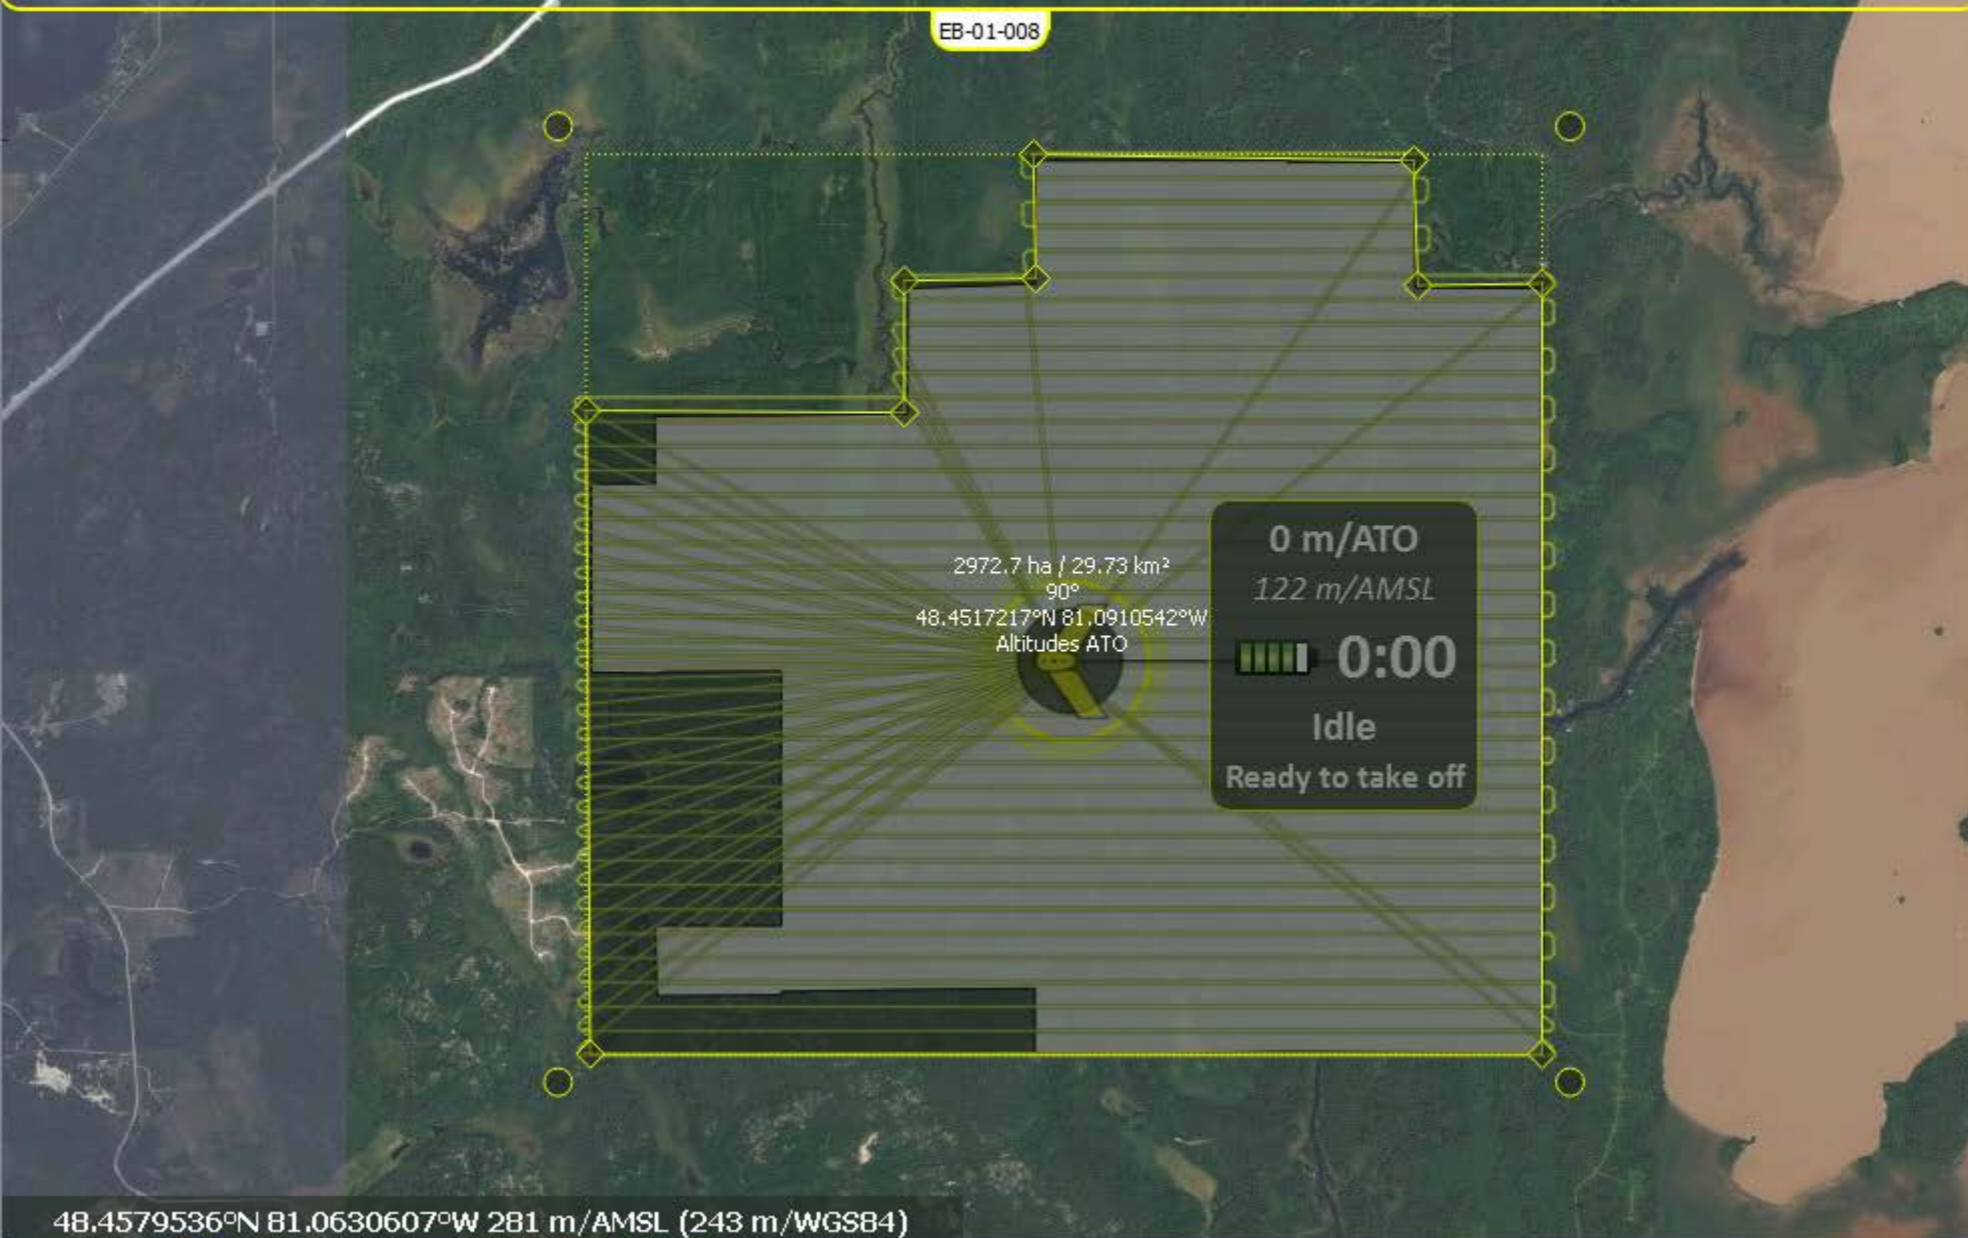 EB-01-008
2972.7 ha / 29.73 km²
90°
48.4517217°N 81.0910542°W
Altitudes ATO
0 m/ATO
122 m/AMSL
0:00
Idle
Ready to take off
48.4579536°N 81.0630607°W 281 m/AMSL (243 m/WGS84)